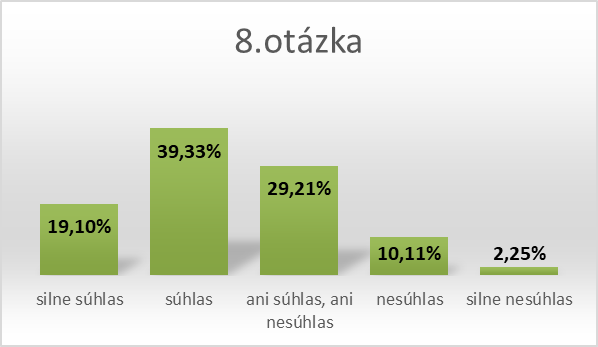 8.otázka
19,10%
39,33%
29,21%
10,11%
2,25%
silne súhlas
súhlas
ani súhlas, ani
nesúhlas
nesúhlas
silne nesúhlas